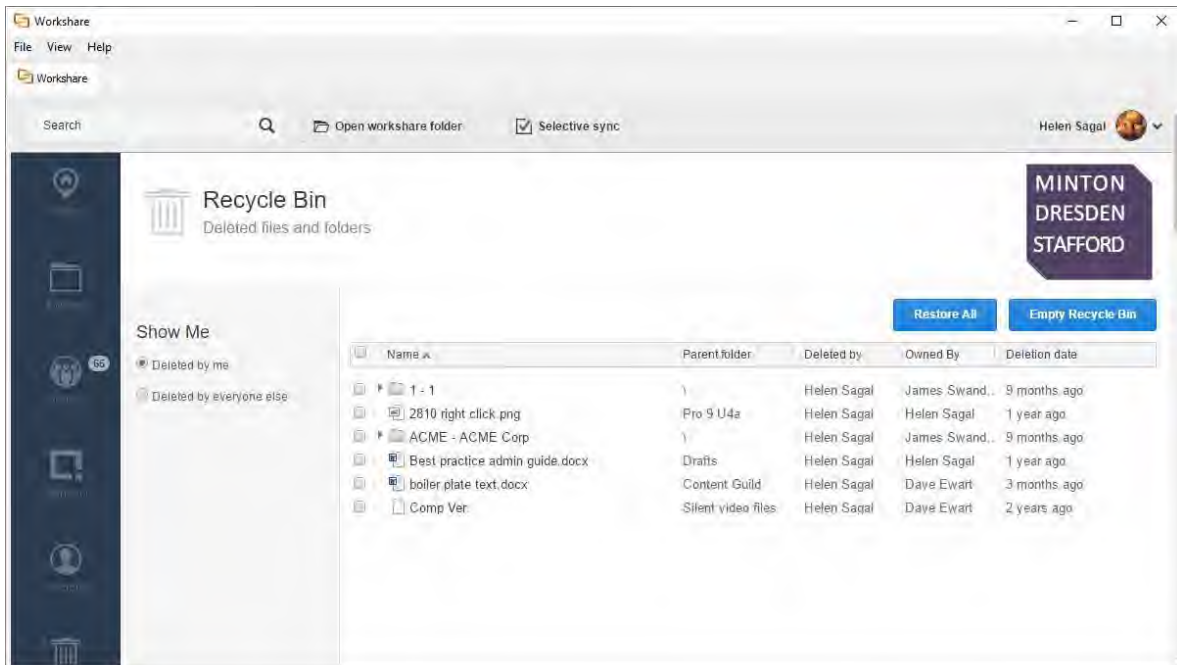 Workshare
File View Help
Workshare
Search Open workshare folder Selective sync Helen Sagal
Recycle Bin
Deleted files and folders
MINTON
DRESDEN
STAFFORD
Restore All Empty Recycle Bin
Show Me
Deleted by me
Deleted by everyone else
65
Name Parent folder Deleted by Owned By Deletion date
1 - 1 \ Helen Sagal James Swand... 9 months ago
2810 right click.png Pro 9 U4a Helen Sagal Helen Sagal 1 year ago
ACME - ACME Corp \ Helen Sagal James Swand... 9 months ago
Best practice admin guide.docx Drafts Helen Sagal Helen Sagal 1 year ago
boiler plate text.docx Content Guild Helen Sagal Dave Ewart 3 months ago
Comp Ver Silent video files Helen Sagal Dave Ewart 2 years ago